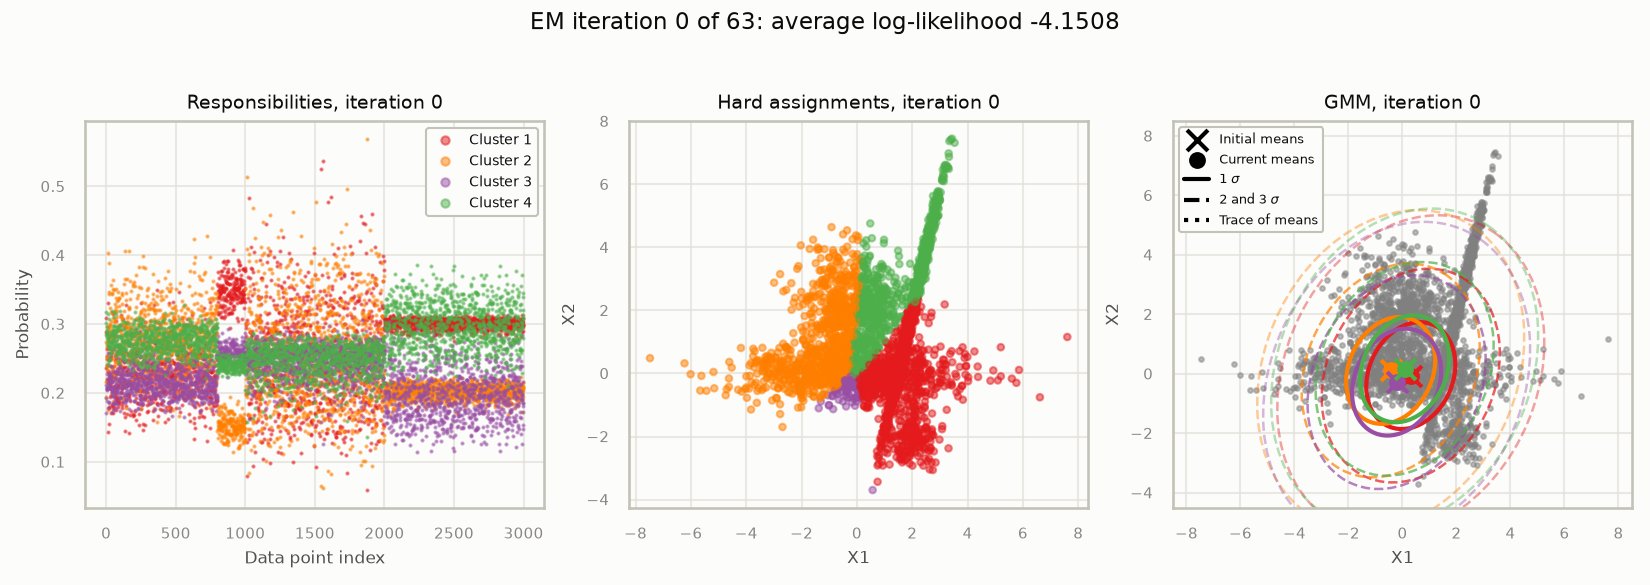 EM iteration 0 of 63: average log-likelihood -4.1508
Responsibilities, iteration 0
Probability
0.5
0.4
0.3
0.2
0.1
Cluster 1
Cluster 2
Cluster 3
Cluster 4
0 500 1000 1500 2000 2500 3000
Data point index
Hard assignments, iteration 0
X2
8
6
4
2
0
−2
−4
−8 −6 −4 −2 0 2 4 6 8
X1
GMM, iteration 0
X2
8
6
4
2
0
−2
−4
Initial means
Current means
1 σ
2 and 3 σ
Trace of means
−8 −6 −4 −2 0 2 4 6 8
X1